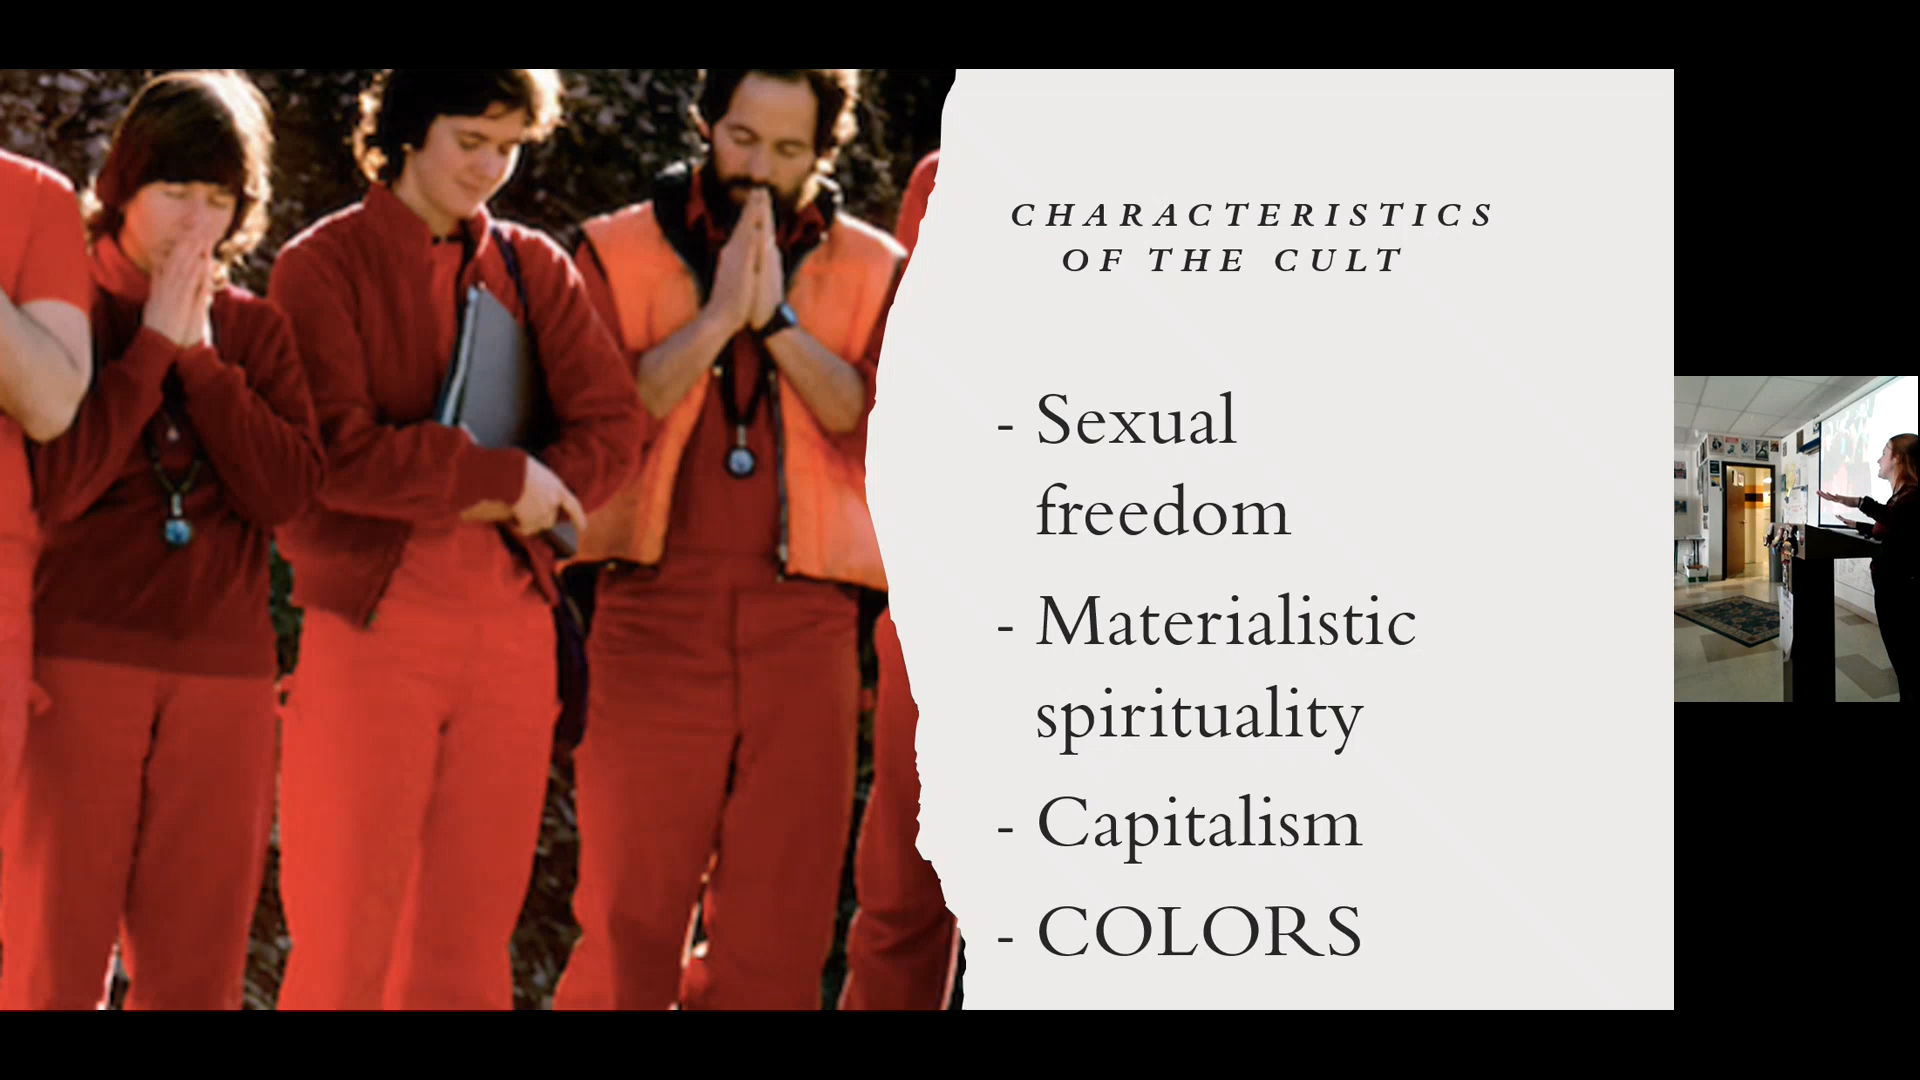 CHARACTERISTICS
OF THE CULT
- Sexual
freedom
- Materialistic
spirituality
- Capitalism
- COLORS